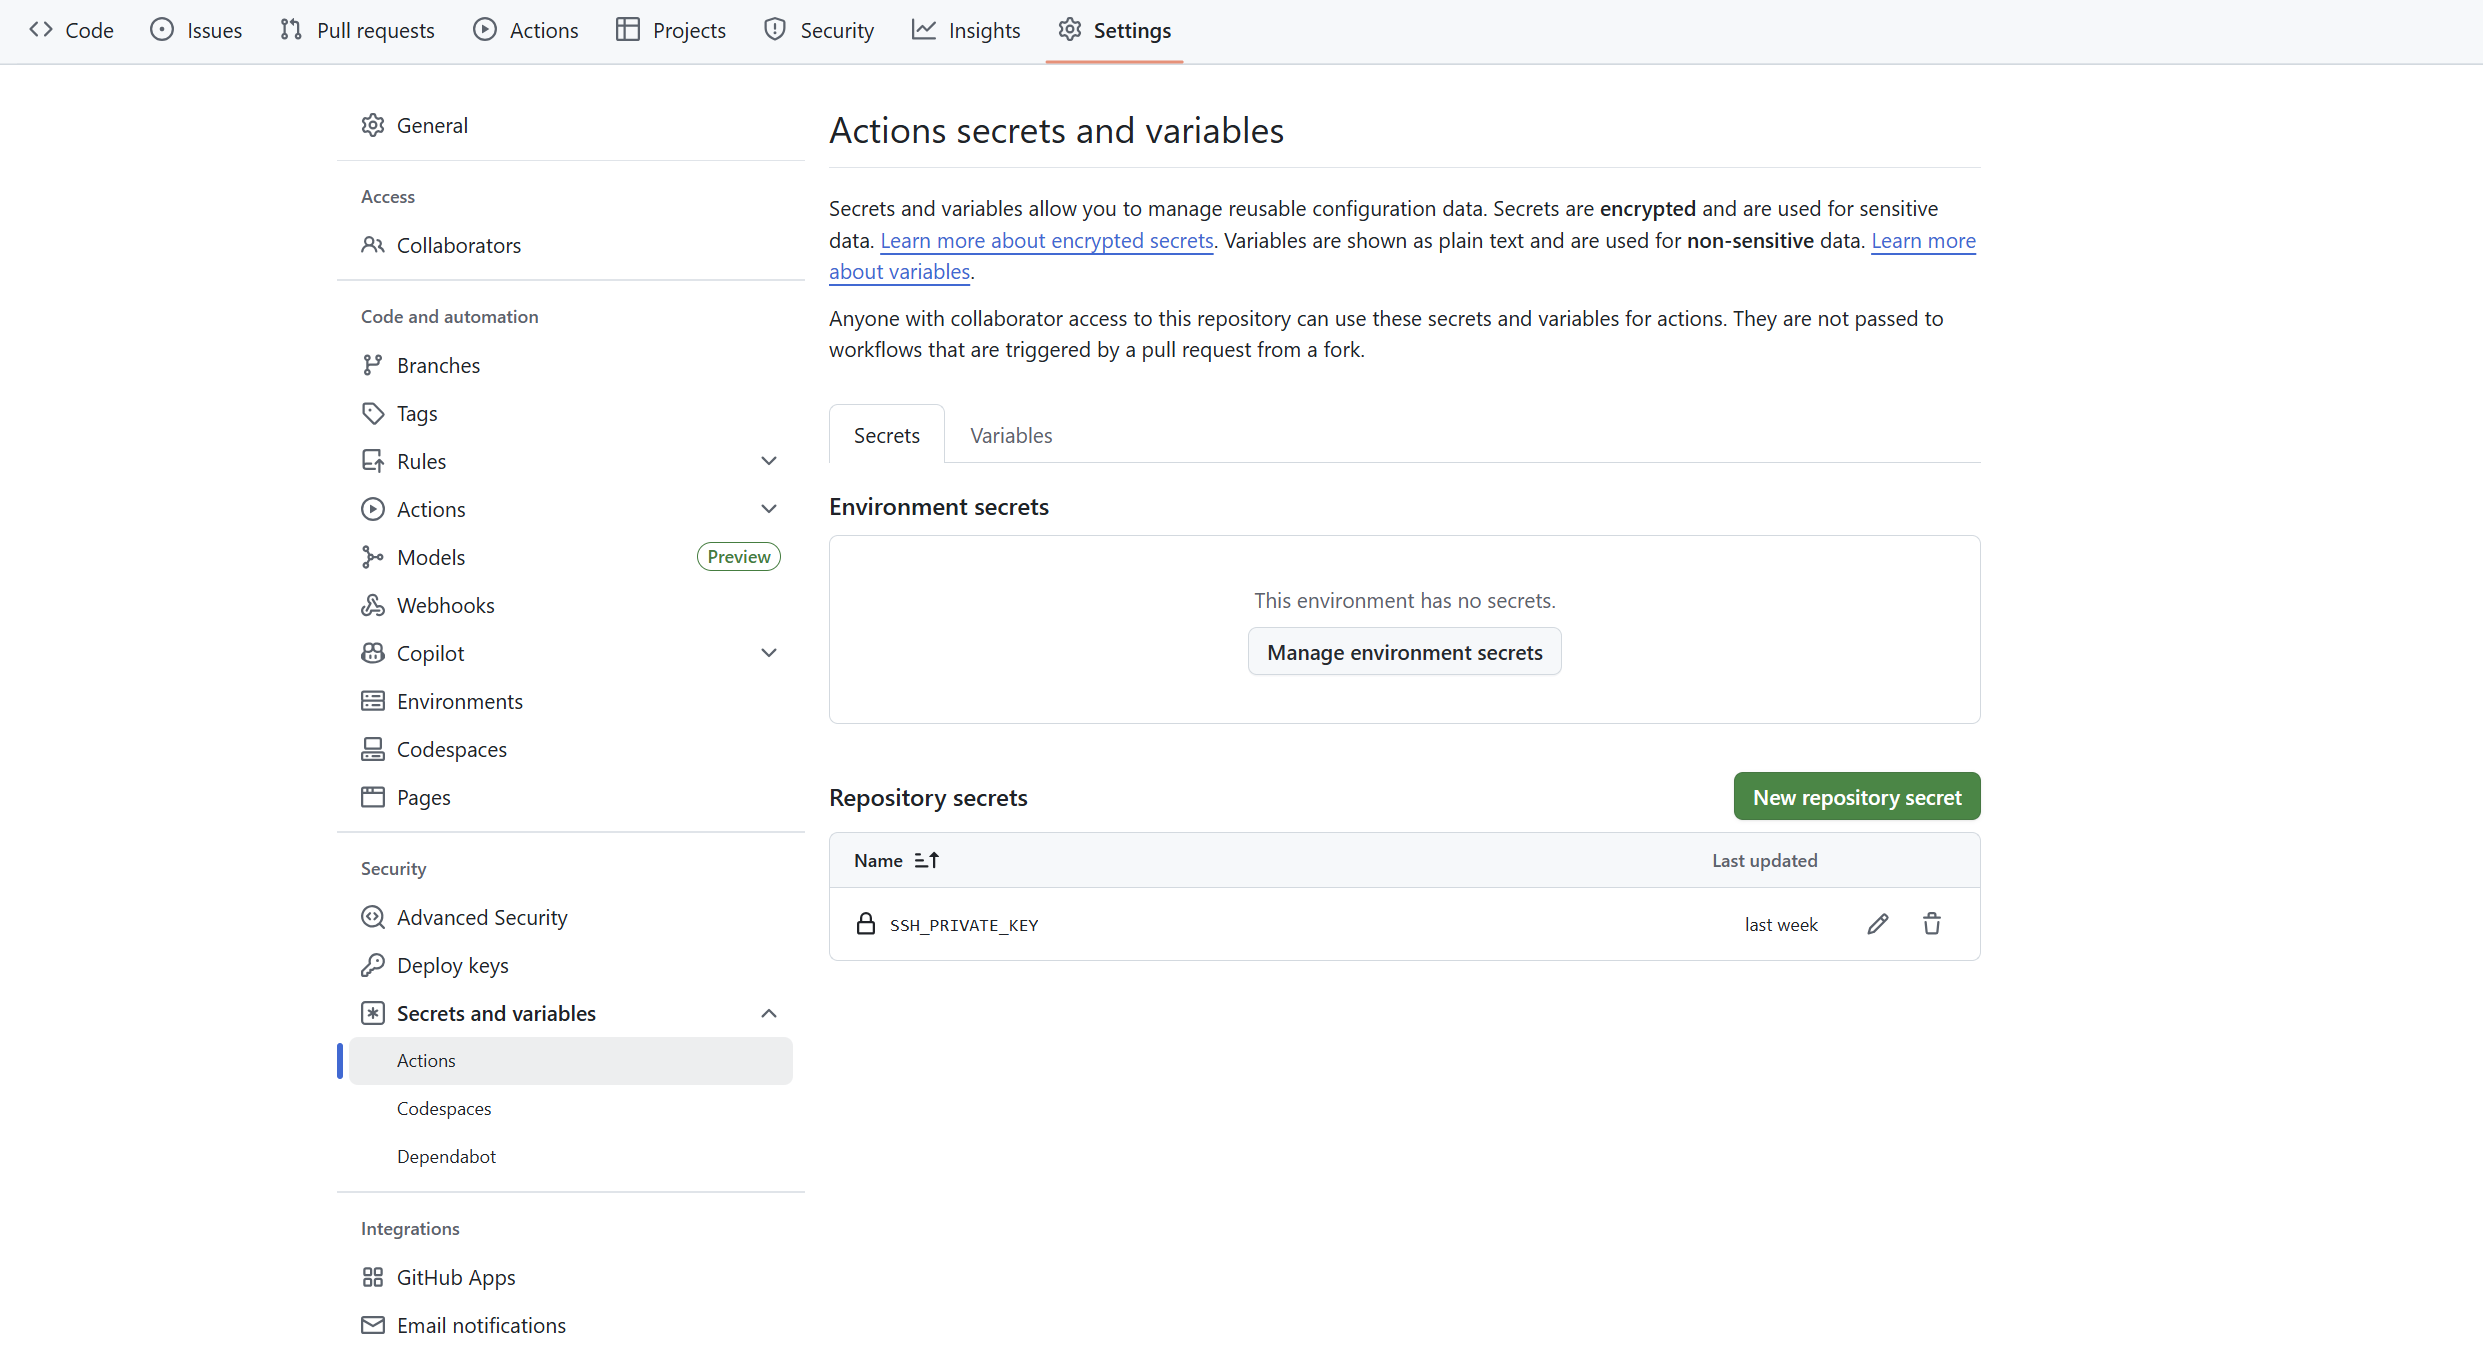 Code Issues Pull requests Actions Projects Security Insights Settings
General
Access
Collaborators
Code and automation
Branches
Tags
Rules
Actions
Models Preview
Webhooks
Copilot
Environments
Codespaces
Pages
Security
Advanced Security
Deploy keys
Secrets and variables
Actions
Codespaces
Dependabot
Integrations
GitHub Apps
Email notifications
Actions secrets and variables
Secrets and variables allow you to manage reusable configuration data. Secrets are encrypted and are used for sensitive
data. Learn more about encrypted secrets. Variables are shown as plain text and are used for non-sensitive data. Learn more
about variables.
Anyone with collaborator access to this repository can use these secrets and variables for actions. They are not passed to
workflows that are triggered by a pull request from a fork.
Secrets Variables
Environment secrets
This environment has no secrets.
Manage environment secrets
Repository secrets New repository secret
Name Last updated
SSH_PRIVATE_KEY last week